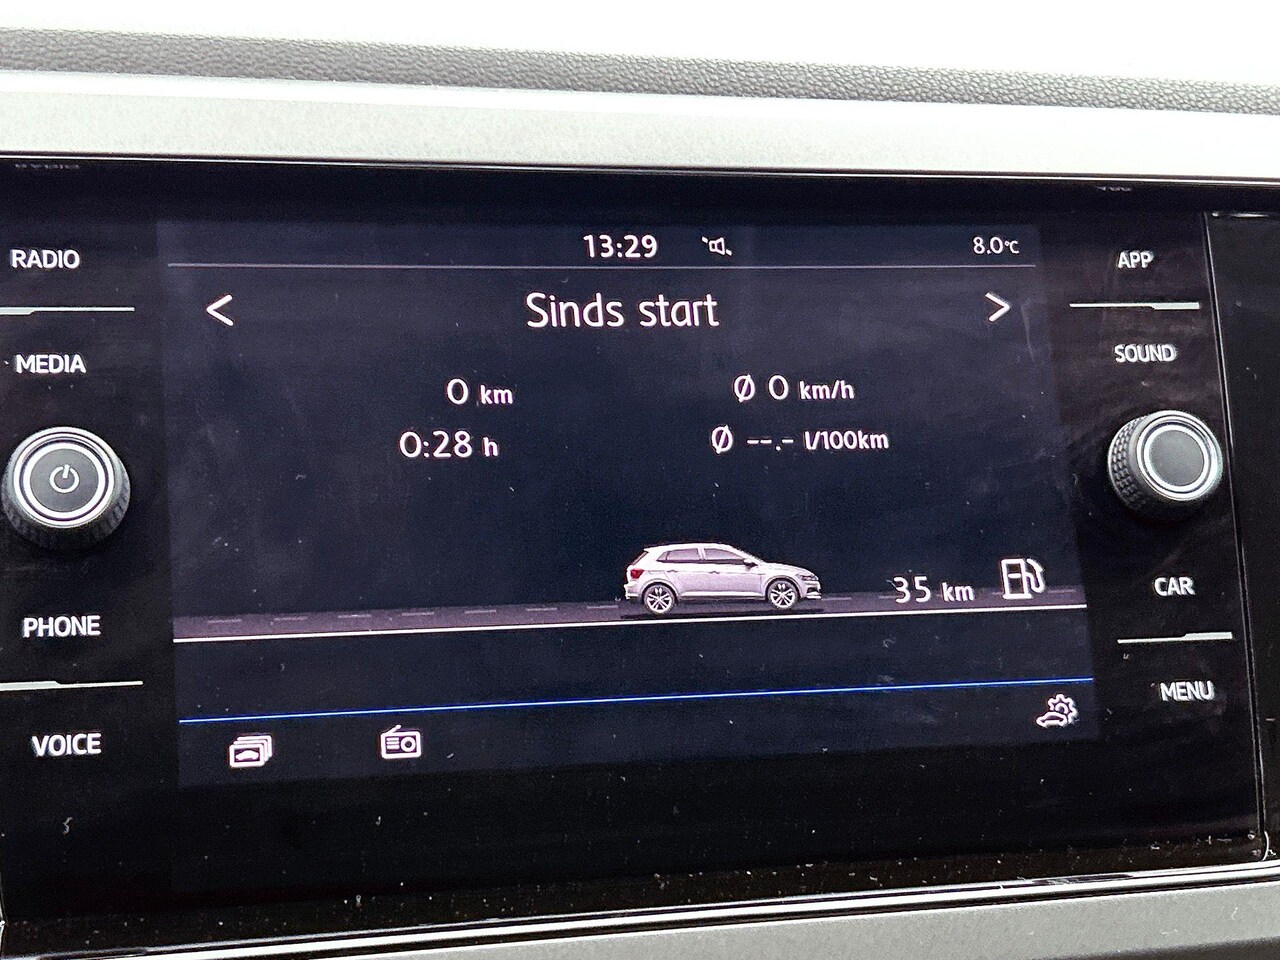 13:29 8.0°C
RADIO
APP
< Sinds start >
MEDIA
SOUND
0 km Ø 0 km/h
0:28 h Ø --.- l/100km
35 km
CAR
PHONE
MENU
VOICE